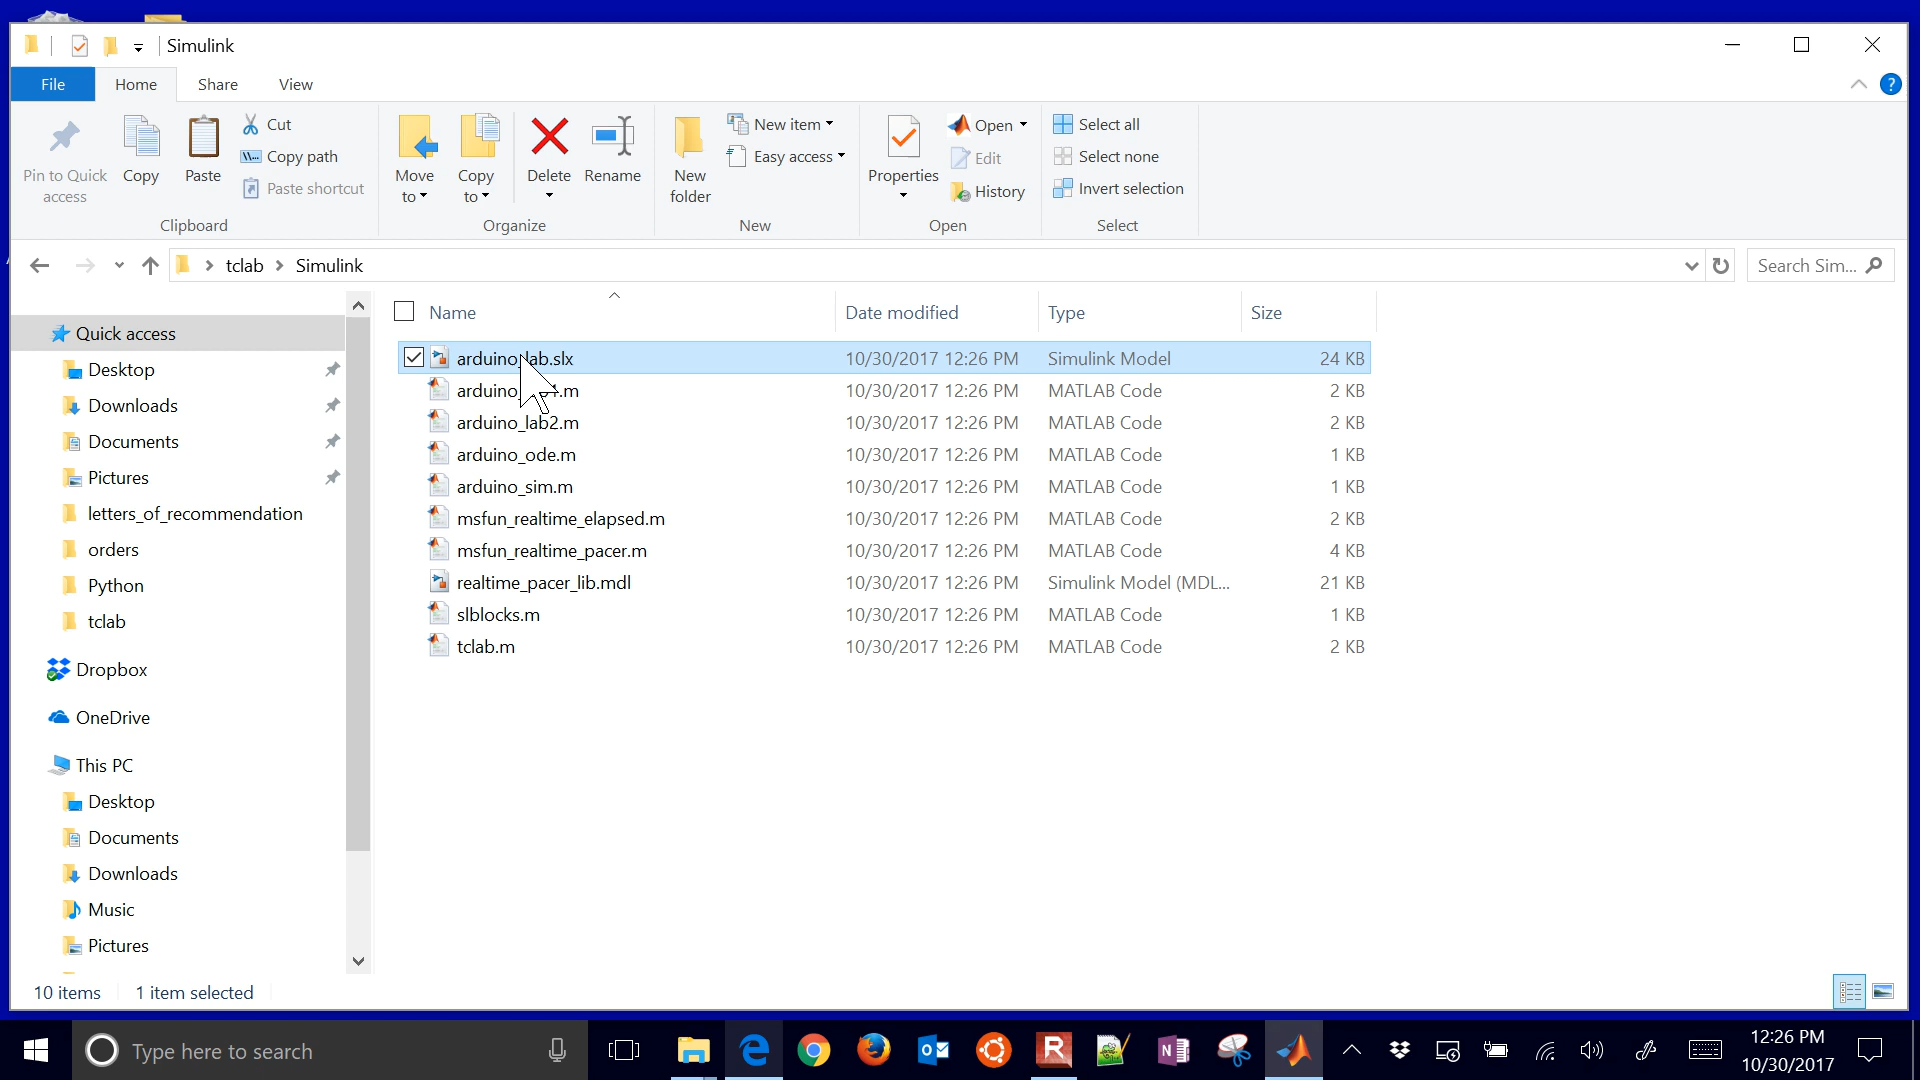 Simulink
File Home Share View
Pin to Quick access
Copy
Paste
Cut
Copy path
Paste shortcut
Clipboard
Move to
Copy to
Delete
Rename
Organize
New folder
New item
Easy access
New
Properties
Open
Edit
History
Open
Select all
Select none
Invert selection
Select
tclab Simulink
Search Sim...
Quick access
Desktop
Downloads
Documents
Pictures
letters_of_recommendation
orders
Python
tclab
Dropbox
OneDrive
This PC
Desktop
Documents
Downloads
Music
Pictures
Name Date modified Type Size
arduino_lab.slx 10/30/2017 12:26 PM Simulink Model 24 KB
10/30/2017 12:26 PM MATLAB Code 2 KB
arduino_lab2.m 10/30/2017 12:26 PM MATLAB Code 2 KB
arduino_ode.m 10/30/2017 12:26 PM MATLAB Code 1 KB
arduino_sim.m 10/30/2017 12:26 PM MATLAB Code 1 KB
msfun_realtime_elapsed.m 10/30/2017 12:26 PM MATLAB Code 2 KB
msfun_realtime_pacer.m 10/30/2017 12:26 PM MATLAB Code 4 KB
realtime_pacer_lib.mdl 10/30/2017 12:26 PM Simulink Model (MDL... 21 KB
slblocks.m 10/30/2017 12:26 PM MATLAB Code 1 KB
tclab.m 10/30/2017 12:26 PM MATLAB Code 2 KB
10 items 1 item selected
Type here to search
12:26 PM
10/30/2017